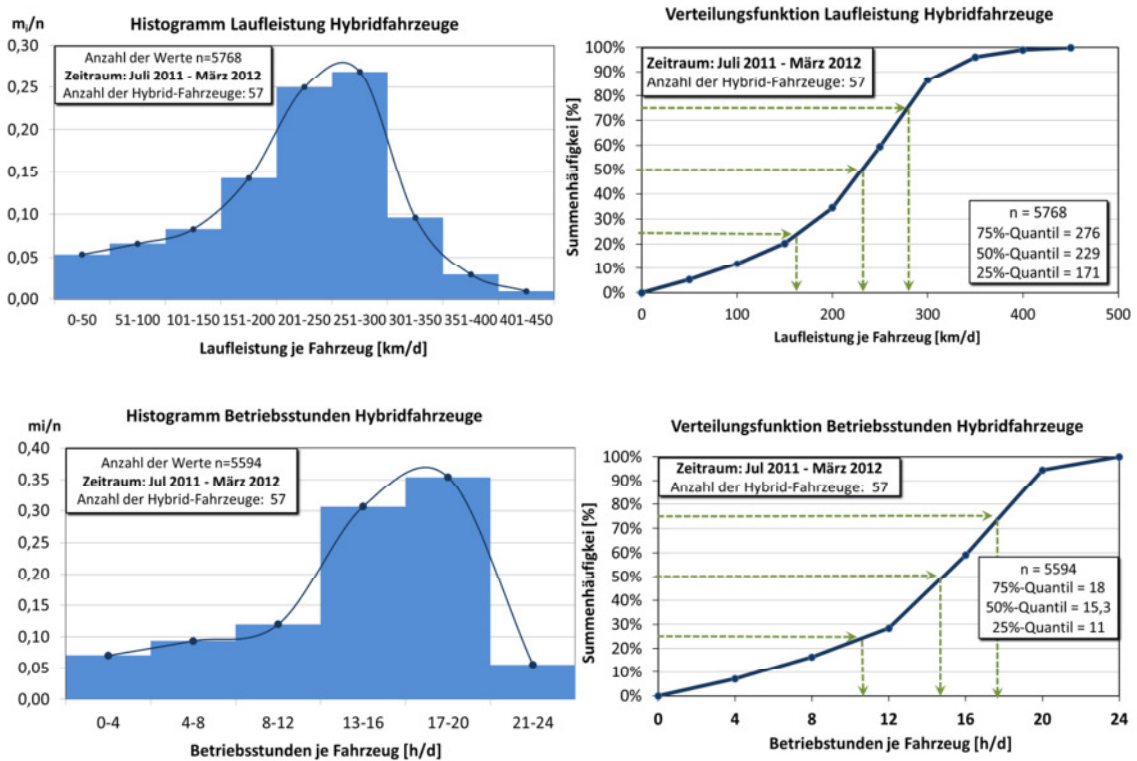 m_i/n
Histogramm Laufleistung Hybridfahrzeuge
0,30
0,25
0,20
0,15
0,10
0,05
0,00
Anzahl der Werte n=5768
Zeitraum: Juli 2011 - März 2012
Anzahl der Hybrid-Fahrzeuge: 57
0-50 51-100 101-150 151-200 201-250 251-300 301-350 351-400 401-450
Laufleistung je Fahrzeug [km/d]
Verteilungsfunktion Laufleistung Hybridfahrzeuge
Summenhäufigkei [%]
100%
90%
80%
70%
60%
50%
40%
30%
20%
10%
0%
Zeitraum: Juli 2011 - März 2012
Anzahl der Hybrid-Fahrzeuge: 57
n = 5768
75%-Quantil = 276
50%-Quantil = 229
25%-Quantil = 171
0 100 200 300 400 500
Laufleistung je Fahrzeug [km/d]
mi/n
Histogramm Betriebsstunden Hybridfahrzeuge
0,40
0,35
0,30
0,25
0,20
0,15
0,10
0,05
0,00
Anzahl der Werte n=5594
Zeitraum: Jul 2011 - März 2012
Anzahl der Hybrid-Fahrzeuge: 57
0-4 4-8 8-12 13-16 17-20 21-24
Betriebsstunden je Fahrzeug [h/d]
Verteilungsfunktion Betriebsstunden Hybridfahrzeuge
Summenhäufigkei [%]
100%
90%
80%
70%
60%
50%
40%
30%
20%
10%
0%
Zeitraum: Jul 2011 - März 2012
Anzahl der Hybrid-Fahrzeuge: 57
n = 5594
75%-Quantil = 18
50%-Quantil = 15,3
25%-Quantil = 11
0 4 8 12 16 20 24
Betriebstunden je Fahrzeug [h/d]